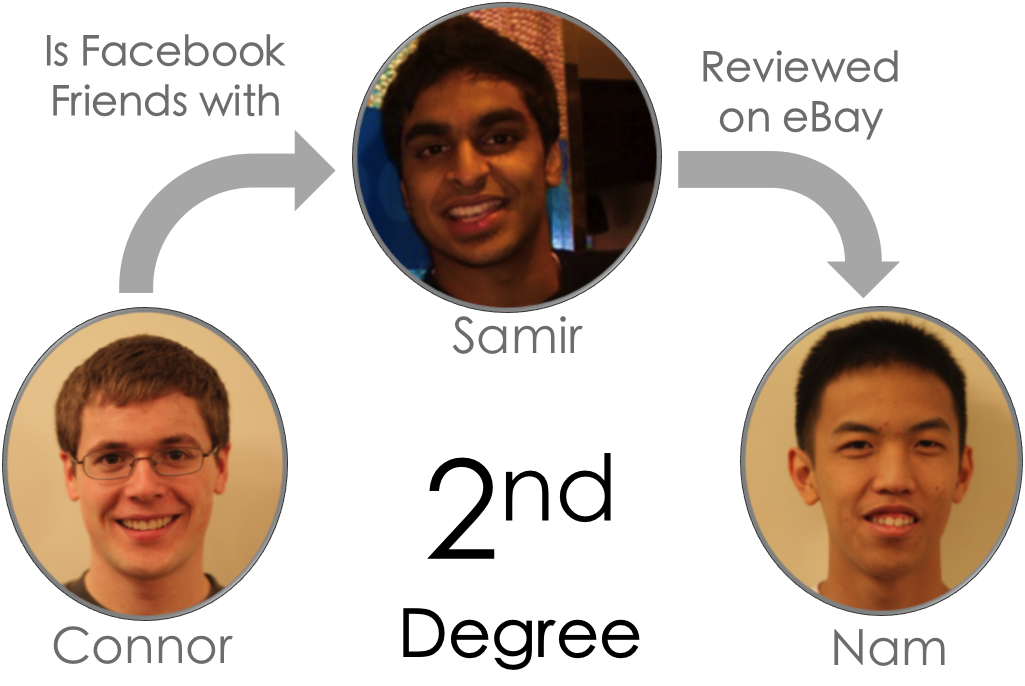 Is Facebook
Friends with
Reviewed
on eBay
Samir
2nd
Degree
Connor
Nam